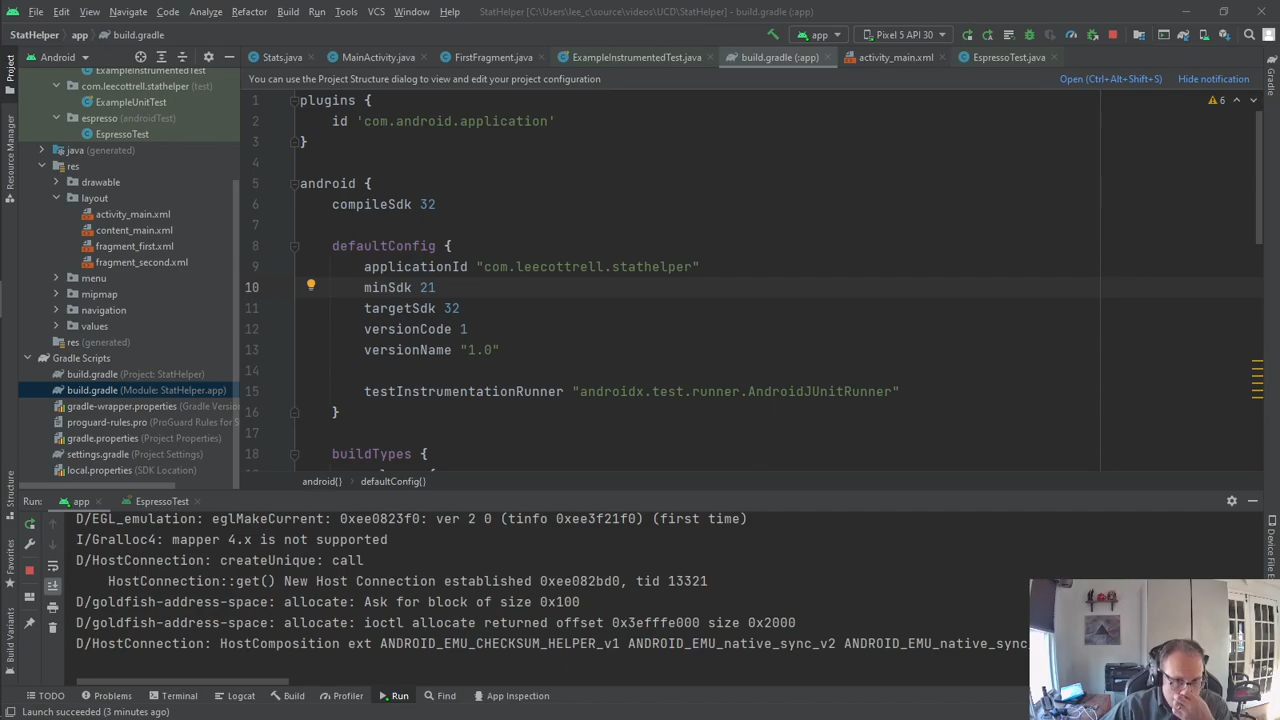 File Edit View Navigate Code Analyze Refactor Build Run Tools VCS Window Help StatHelper [C:\Users\lee_c\source\videos\UCD\StatHelper] - build.gradle (:app)
StatHelper app build.gradle app Pixel 5 API 30
Android Stats.java MainActivity.java FirstFragment.java ExampleInstrumentedTest.java build.gradle (:app) activity_main.xml EspressoTest.java
You can use the Project Structure dialog to view and edit your project configuration Open (Ctrl+Alt+Shift+S) Hide notification
Project
Resource Manager
Structure
Favorites
Build Variants
Gradle
ExampleInstrumentedTest
com.leecottrell.stathelper (test)
ExampleUnitTest
espresso (androidTest)
EspressoTest
java (generated)
res
drawable
layout
activity_main.xml
content_main.xml
fragment_first.xml
fragment_second.xml
menu
mipmap
navigation
values
res (generated)
Gradle Scripts
build.gradle (Project: StatHelper)
build.gradle (Module: StatHelper.app)
gradle-wrapper.properties (Gradle Version
proguard-rules.pro (ProGuard Rules for S
gradle.properties (Project Properties)
settings.gradle (Project Settings)
local.properties (SDK Location)
1 plugins { 6
2 id 'com.android.application'
3 }
4
5 android {
6 compileSdk 32
7
8 defaultConfig {
9 applicationId "com.leecottrell.stathelper"
10 minSdk 21
11 targetSdk 32
12 versionCode 1
13 versionName "1.0"
14
15 testInstrumentationRunner "androidx.test.runner.AndroidJUnitRunner"
16 }
17
18 buildTypes {
android{} defaultConfig{}
Run: app EspressoTest
D/EGL_emulation: eglMakeCurrent: 0xee0823f0: ver 2 0 (tinfo 0xee3f21f0) (first time)
I/Gralloc4: mapper 4.x is not supported
D/HostConnection: createUnique: call
HostConnection::get() New Host Connection established 0xee082bd0, tid 13321
D/goldfish-address-space: allocate: Ask for block of size 0x100
D/goldfish-address-space: allocate: ioctl allocate returned offset 0x3efffe000 size 0x2000
D/HostConnection: HostComposition ext ANDROID_EMU_CHECKSUM_HELPER_v1 ANDROID_EMU_native_sync_v2 ANDROID_EMU_native_sync_
TODO Problems Terminal Logcat Build Profiler Run Find App Inspection
Launch succeeded (3 minutes ago)